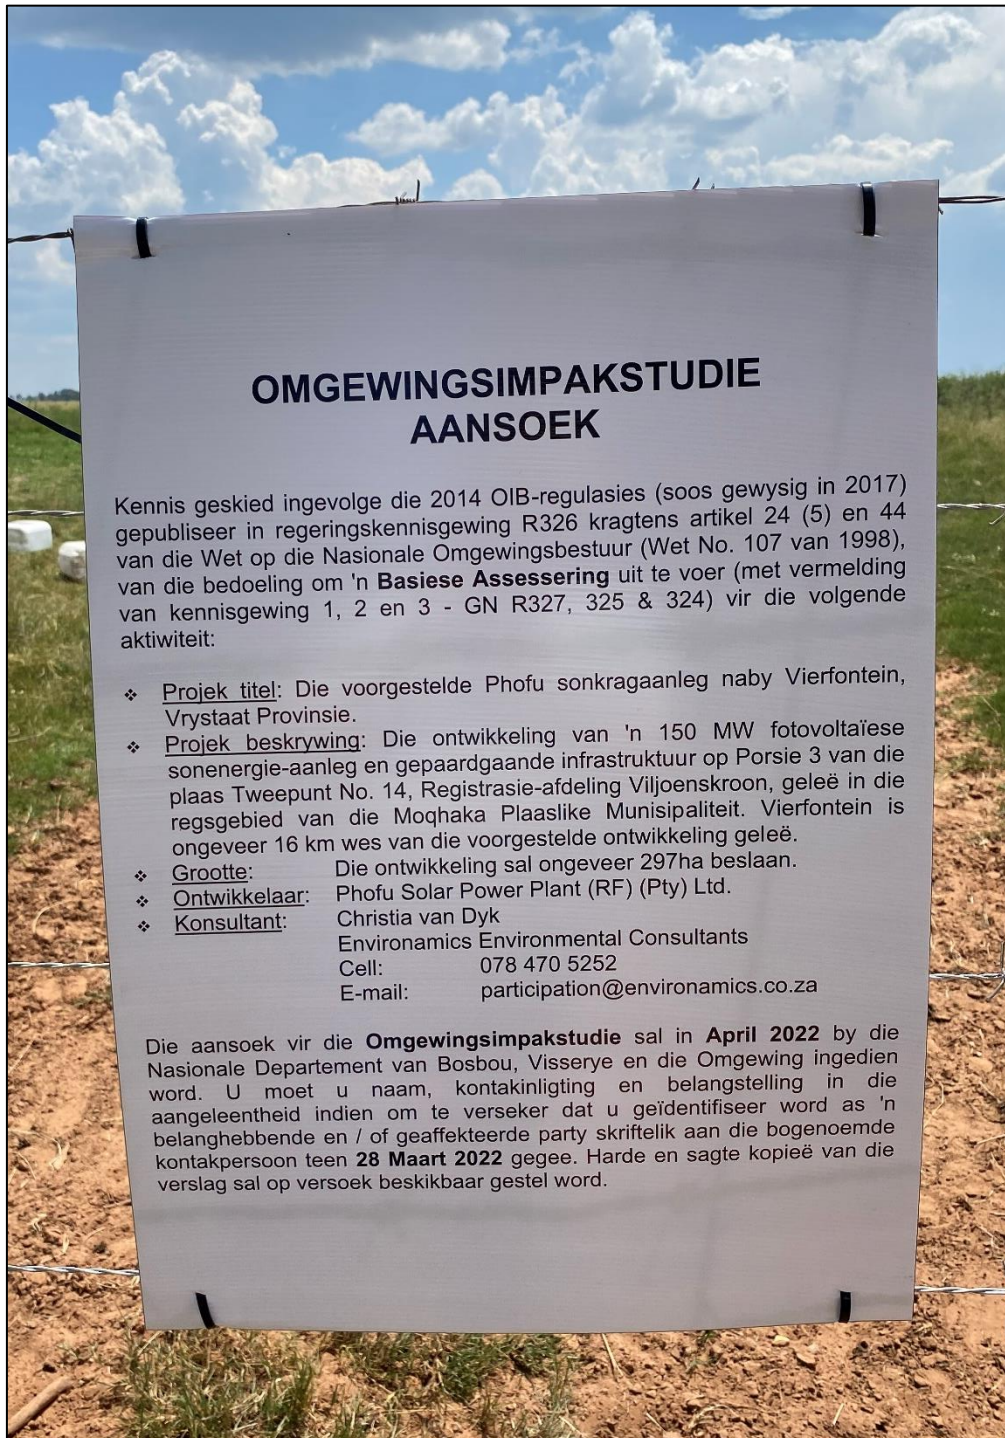 OMGEWINGSIMPAKSTUDIE
AANSOEK
Kennis geskied ingevolge die 2014 OIB-regulasies (soos gewysig in 2017)
gepubliseer in regeringskennisgewing R326 kragtens artikel 24 (5) en 44
van die Wet op die Nasionale Omgewingsbestuur (Wet No. 107 van 1998),
van die bedoeling om 'n Basiese Assessering uit te voer (met vermelding
van kennisgewing 1, 2 en 3 - GN R327, 325 & 324) vir die volgende
aktiwiteit:
❖ Projek titel: Die voorgestelde Phofu sonkragaanleg naby Vierfontein,
Vrystaat Provinsie.
❖ Projek beskrywing: Die ontwikkeling van 'n 150 MW fotovoltaïese
sonenergie-aanleg en gepaardgaande infrastruktuur op Porsie 3 van die
plaas Tweepunt No. 14, Registrasie-afdeling Viljoenskroon, geleë in die
regsgebied van die Moqhaka Plaaslike Munisipaliteit. Vierfontein is
ongeveer 16 km wes van die voorgestelde ontwikkeling geleë.
❖ Grootte: Die ontwikkeling sal ongeveer 297ha beslaan.
❖ Ontwikkelaar: Phofu Solar Power Plant (RF) (Pty) Ltd.
❖ Konsultant: Christia van Dyk
Environamics Environmental Consultants
Cell: 078 470 5252
E-mail: participation@environamics.co.za
Die aansoek vir die Omgewingsimpakstudie sal in April 2022 by die
Nasionale Departement van Bosbou, Visserye en die Omgewing ingedien
word. U moet u naam, kontakinligting en belangstelling in die
aangeleentheid indien om te verseker dat u geïdentifiseer word as 'n
belanghebbende en / of geaffekteerde party skriftelik aan die bogenoemde
kontakpersoon teen 28 Maart 2022 gegee. Harde en sagte kopieë van die
verslag sal op versoek beskikbaar gestel word.